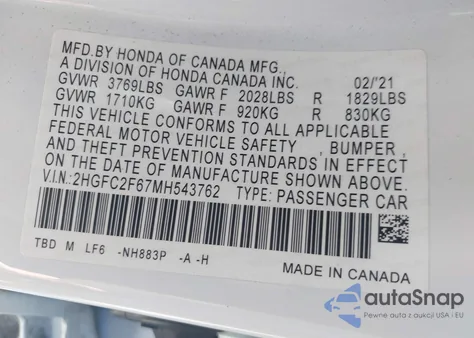 MFD.BY HONDA OF CANADA MFG.,
A DIVISION OF HONDA CANADA INC. 02/'21
GVWR 3769LBS GAWR F 2028LBS R 1829LBS
GVWR 1710KG GAWR F 920KG R 830KG
THIS VEHICLE CONFORMS TO ALL APPLICABLE
FEDERAL MOTOR VEHICLE SAFETY , BUMPER ,
AND THEFT PREVENTION STANDARDS IN EFFECT
ON THE DATE OF MANUFACTURE SHOWN ABOVE.
V.I.N.:2HGFC2F67MH543762 TYPE: PASSENGER CAR
TBD M LF6 -NH883P -A -H
MADE IN CANADA
autoSnap
Pewne auta z aukcji USA i EU